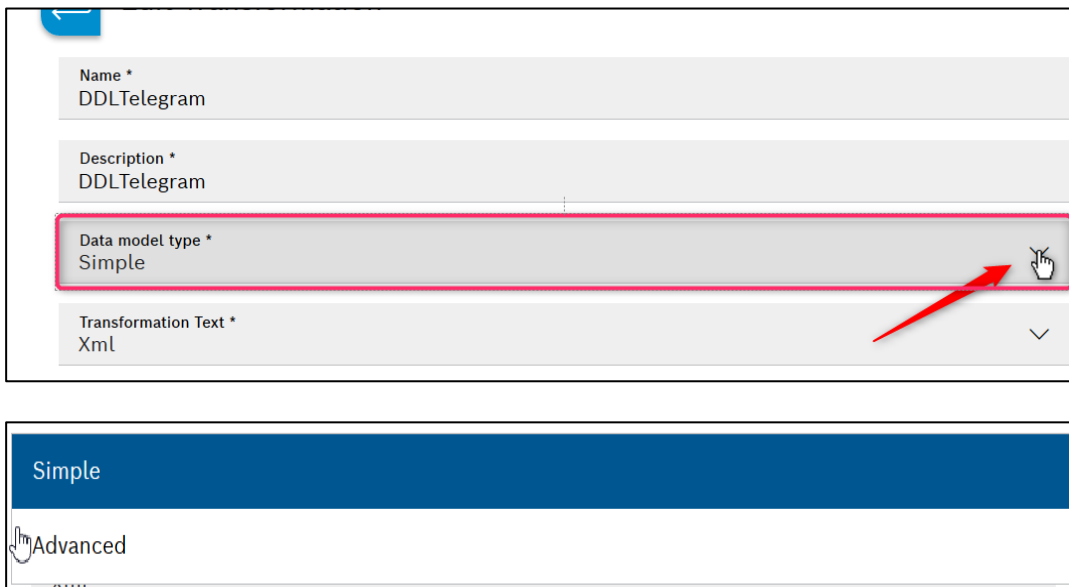 Name *
DDLTelegram
Description *
DDLTelegram
Data model type *
Simple
Transformation Text *
Xml
Simple
Advanced